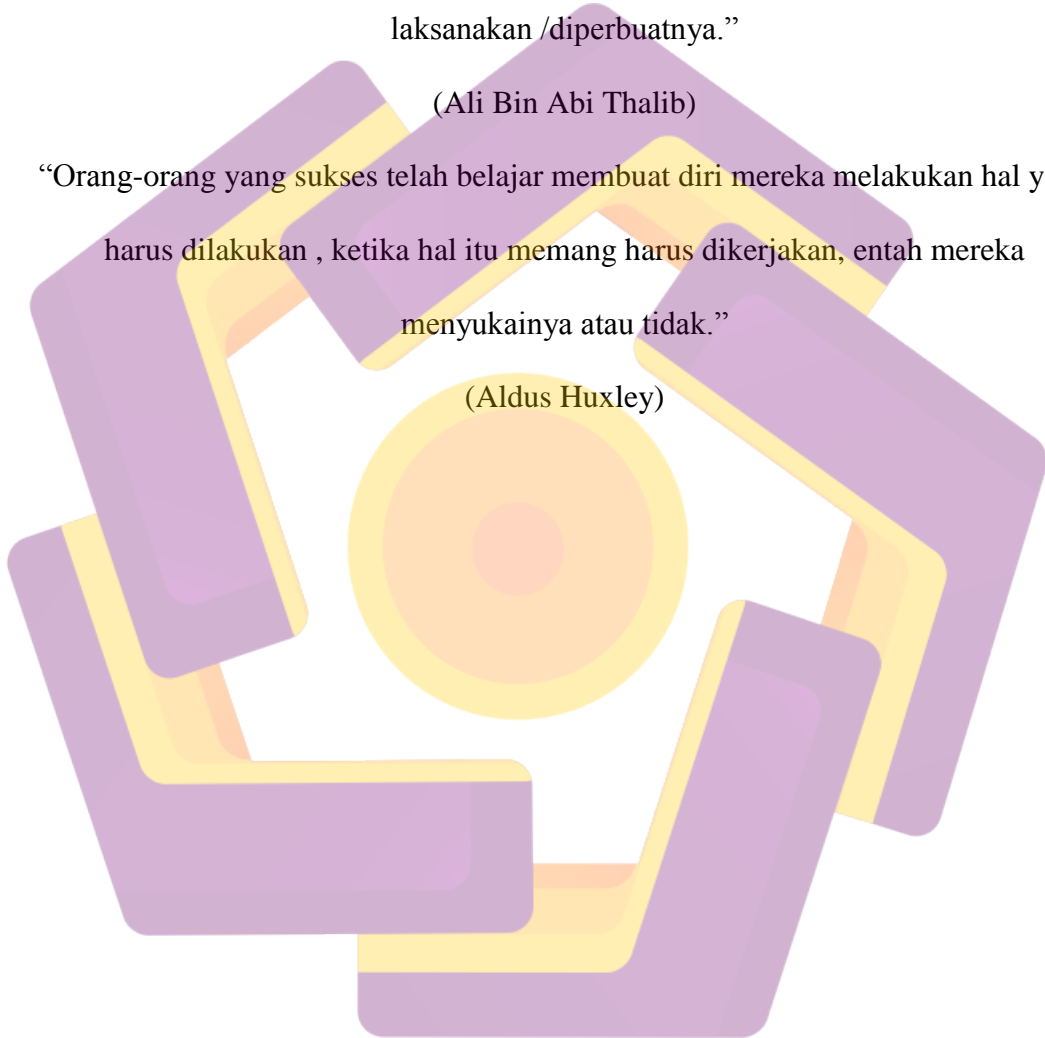 laksanakan /diperbuatnya.”
(Ali Bin Abi Thalib)
“Orang-orang yang sukses telah belajar membuat diri mereka melakukan hal y
harus dilakukan , ketika hal itu memang harus dikerjakan, entah mereka
menyukainya atau tidak.”
(Aldus Huxley)